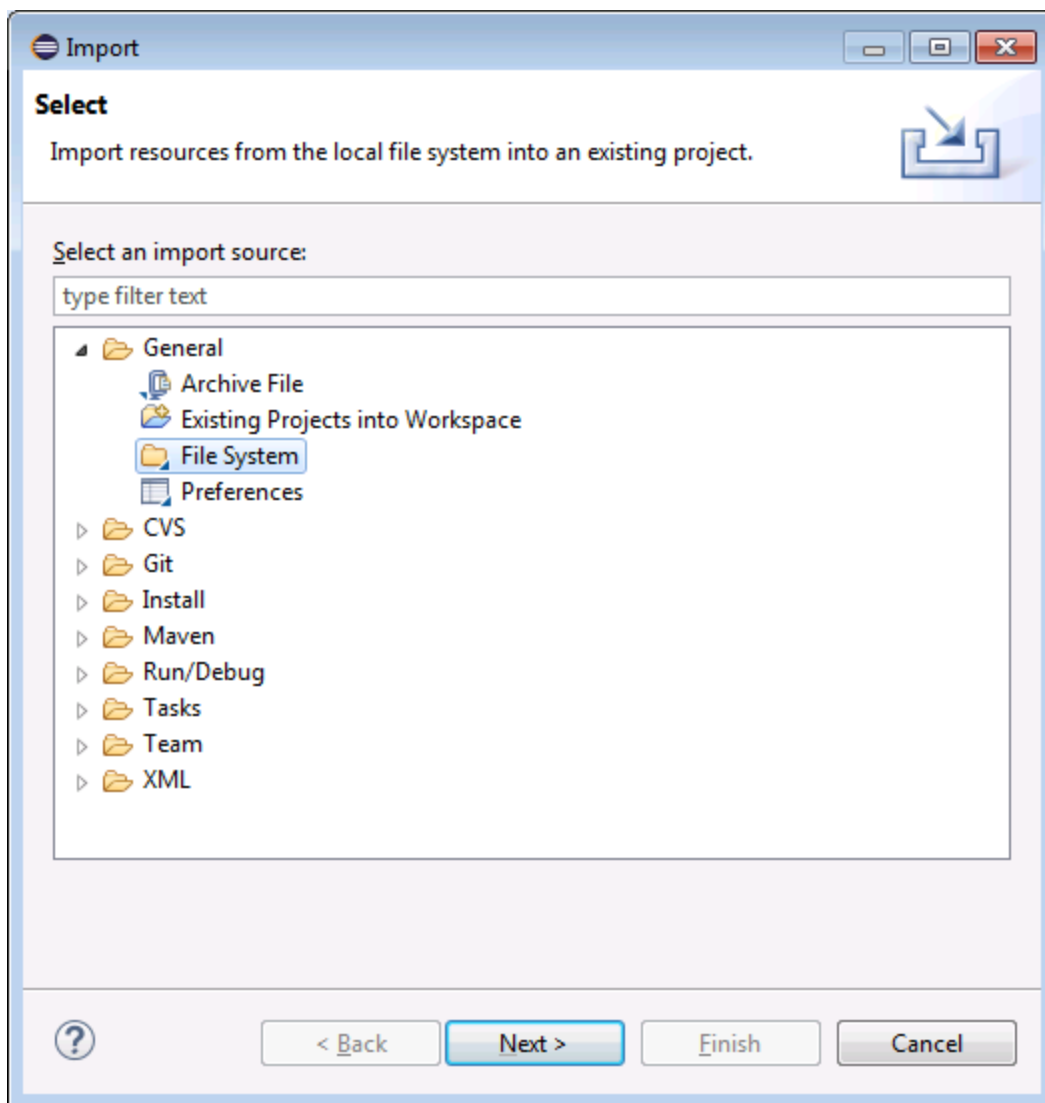 Import
Select
Import resources from the local file system into an existing project.
Select an import source:
type filter text
General
Archive File
Existing Projects into Workspace
File System
Preferences
CVS
Git
Install
Maven
Run/Debug
Tasks
Team
XML
?
< Back Next > Finish Cancel